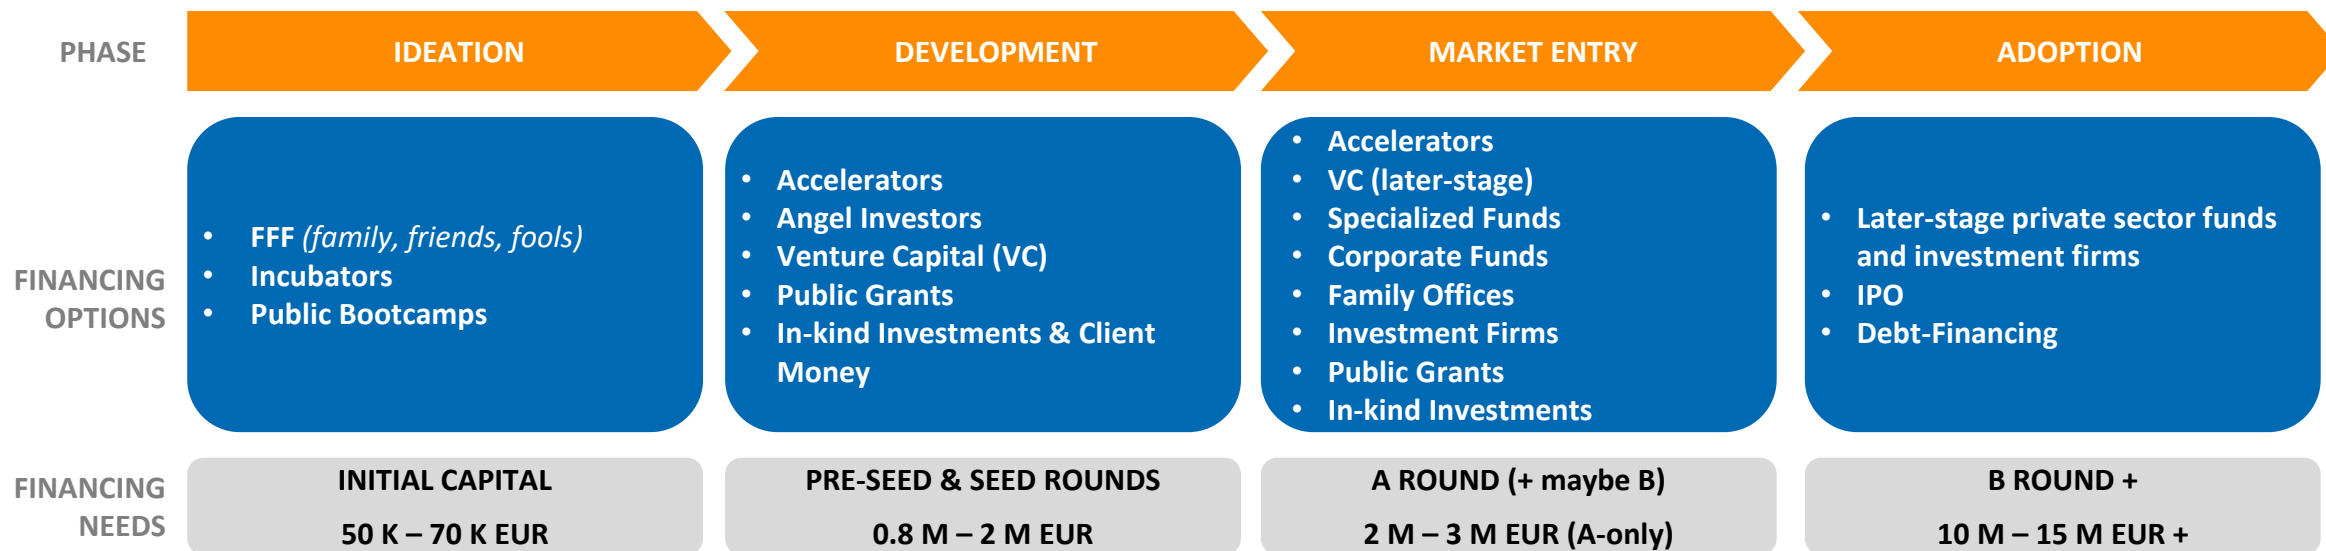 PHASE
IDEATION
DEVELOPMENT
MARKET ENTRY
ADOPTION
FINANCING
OPTIONS
• FFF (family, friends, fools)
• Incubators
• Public Bootcamps
• Accelerators
• Angel Investors
• Venture Capital (VC)
• Public Grants
• In-kind Investments & Client
Money
• Accelerators
• VC (later-stage)
• Specialized Funds
• Corporate Funds
• Family Offices
• Investment Firms
• Public Grants
• In-kind Investments
• Later-stage private sector funds
and investment firms
• IPO
• Debt-Financing
FINANCING
NEEDS
INITIAL CAPITAL
50 K – 70 K EUR
PRE-SEED & SEED ROUNDS
0.8 M – 2 M EUR
A ROUND (+ maybe B)
2 M – 3 M EUR (A-only)
B ROUND +
10 M – 15 M EUR +